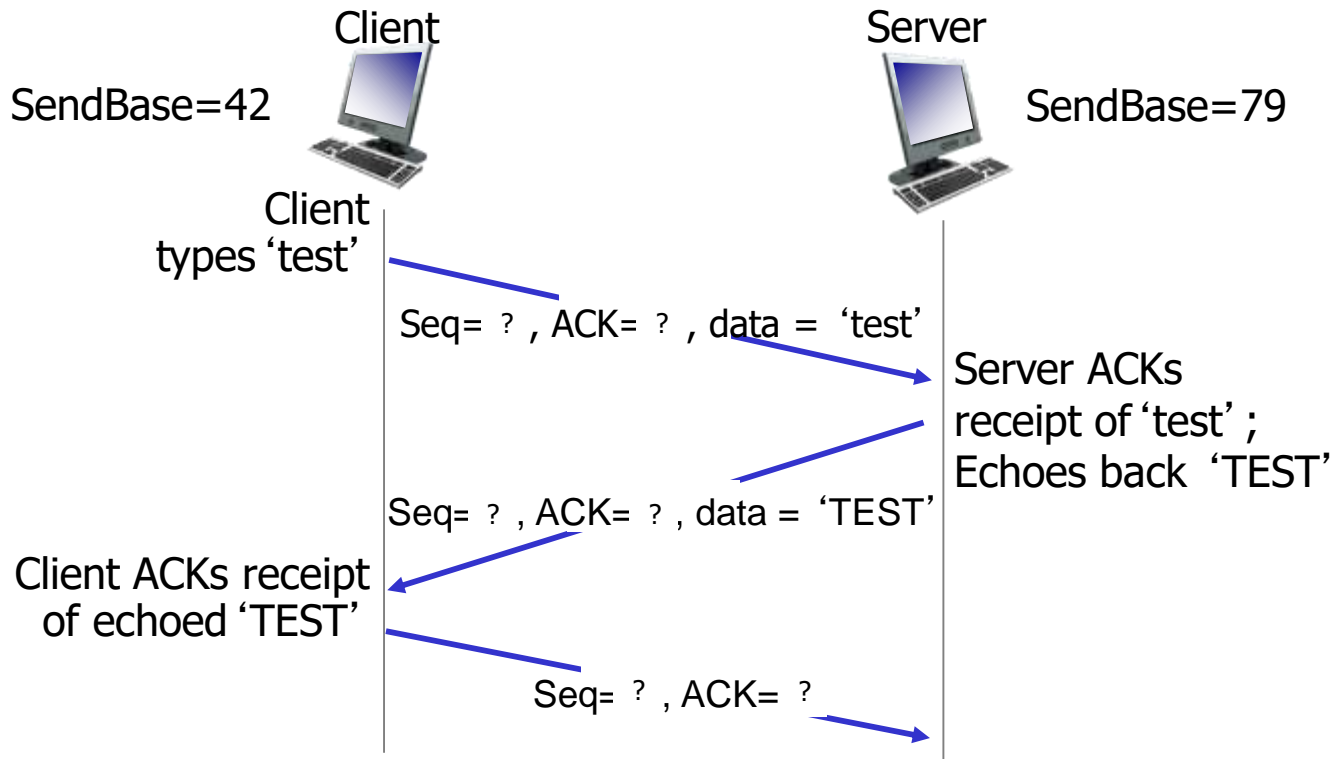 Client
Server
SendBase=42
SendBase=79
Client
types ‘test’
Seq= ? , ACK= ? , data = ‘test’
Server ACKs
receipt of ‘test’ ;
Echoes back ‘TEST’
Seq= ? , ACK= ? , data = ‘TEST’
Client ACKs receipt
of echoed ‘TEST’
Seq= ? , ACK= ?